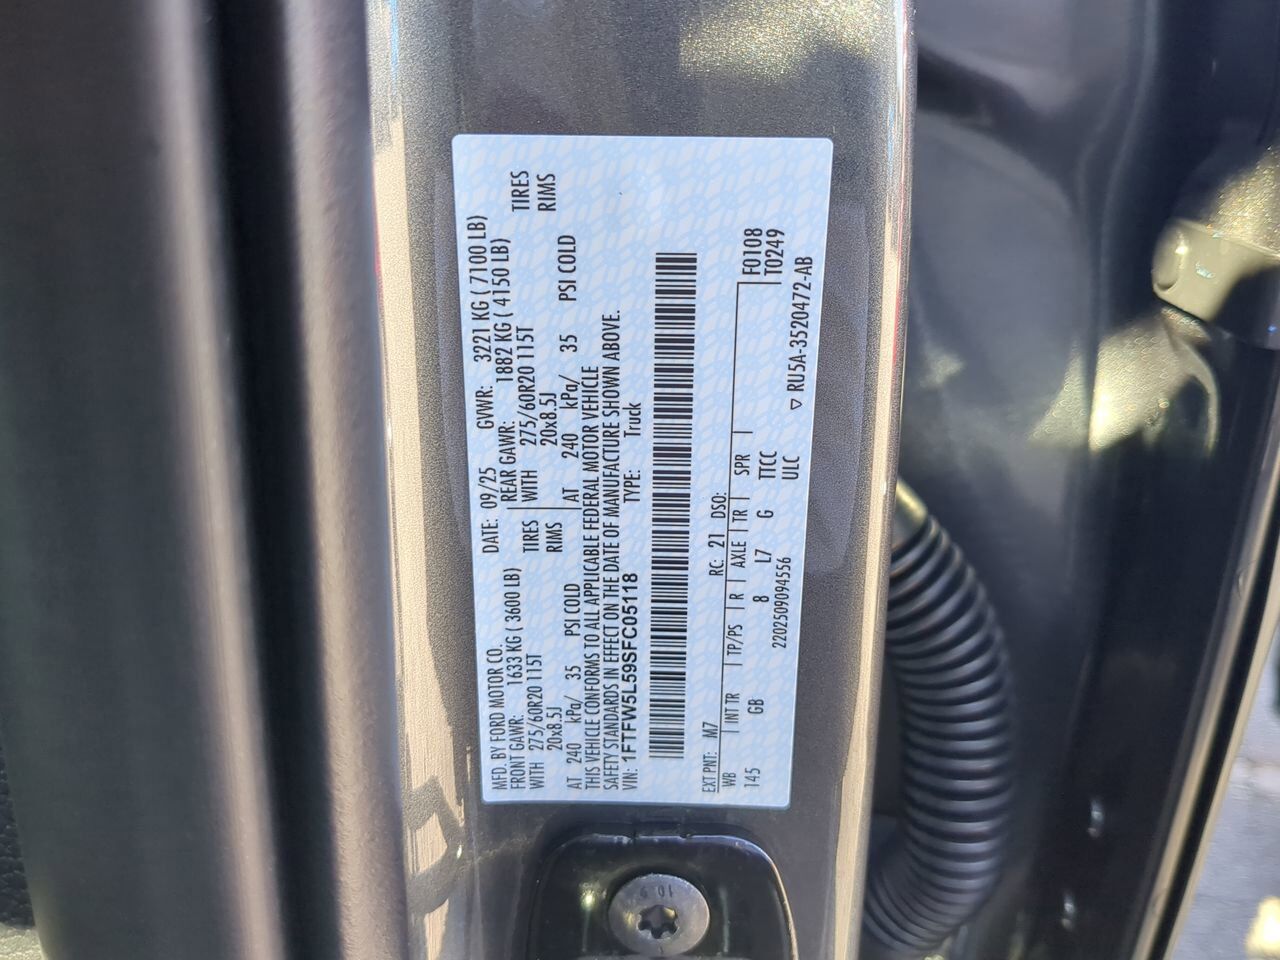 MFD. BY FORD MOTOR CO. DATE: 09/25 GVWR: 3221 KG ( 7100 LB)
FRONT GAWR: 1633 KG ( 3600 LB) REAR GAWR: 1882 KG ( 4150 LB)
WITH 275/60R20 115T TIRES WITH 275/60R20 115T TIRES
20x8.5J RIMS 20x8.5J RIMS
AT 240 kPa/ 35 PSI COLD AT 240 kPa/ 35 PSI COLD
THIS VEHICLE CONFORMS TO ALL APPLICABLE FEDERAL MOTOR VEHICLE
SAFETY STANDARDS IN EFFECT ON THE DATE OF MANUFACTURE SHOWN ABOVE.
VIN: 1FTFW5L59SFC05118 TYPE: Truck
EXT PNT: M7 RC: 21 DSO:
WB INT TR TP/PS R AXLE TR SPR F0108
145 GB 8 L7 G TTCC T0249
2202509094556 ULC
▽ RU5A-3520472-AB
10.9